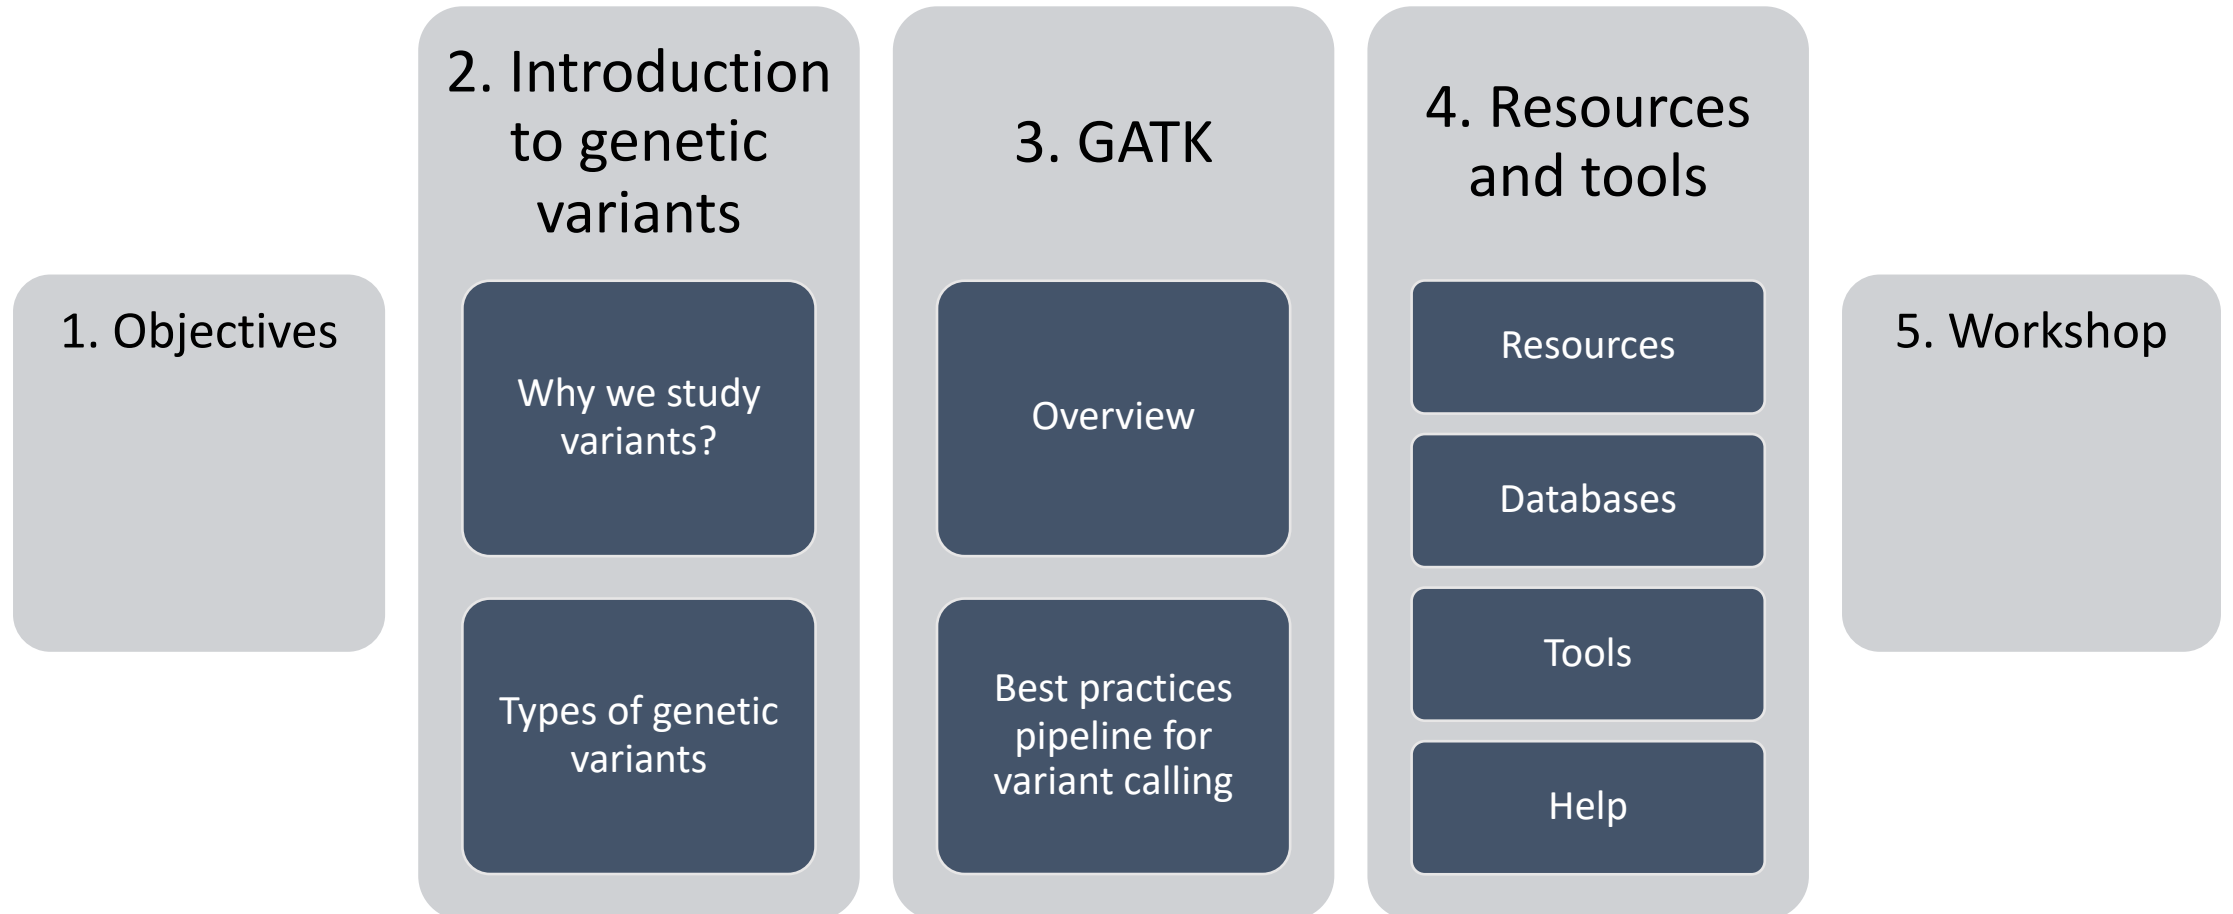 1. Objectives
2. Introduction
to genetic
variants
Why we study
variants?
Types of genetic
variants
3. GATK
Overview
Best practices
pipeline for
variant calling
4. Resources
and tools
Resources
Databases
Tools
Help
5. Workshop